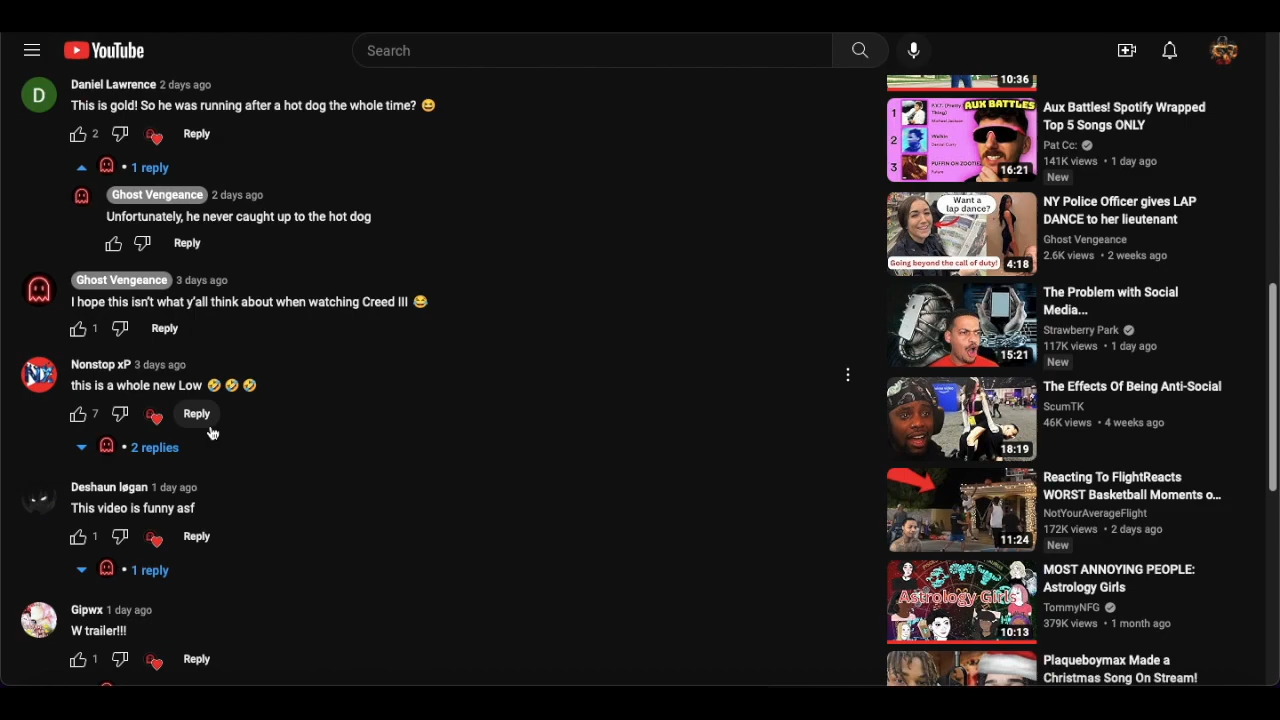 YouTube
Search
Daniel Lawrence 2 days ago
This is gold! So he was running after a hot dog the whole time? 😄
2 Reply
• 1 reply
Ghost Vengeance 2 days ago
Unfortunately, he never caught up to the hot dog
Reply
Ghost Vengeance 3 days ago
I hope this isn't what y'all think about when watching Creed III 😂
1 Reply
Nonstop xP 3 days ago
this is a whole new Low 🤣 🤣 🤣
7 Reply
• 2 replies
Deshaun løgan 1 day ago
This video is funny asf
1 Reply
• 1 reply
Gipwx 1 day ago
W trailer!!!
1 Reply
10:36
AUX BATTLES
1
2
3
PUFFIN ON ZOOTIEZ
16:21
Aux Battles! Spotify Wrapped
Top 5 Songs ONLY
Pat Cc:
141K views • 1 day ago
New
Want a
lap dance?
Going beyond the call of duty!
4:18
NY Police Officer gives LAP
DANCE to her lieutenant
Ghost Vengeance
2.6K views • 2 weeks ago
15:21
The Problem with Social
Media...
Strawberry Park
117K views • 1 day ago
New
18:19
The Effects Of Being Anti-Social
ScumTK
46K views • 4 weeks ago
11:24
Reacting To FlightReacts
WORST Basketball Moments o...
NotYourAverageFlight
172K views • 2 days ago
New
Astrology Girls
10:13
MOST ANNOYING PEOPLE:
Astrology Girls
TommyNFG
379K views • 1 month ago
Plaqueboymax Made a
Christmas Song On Stream!